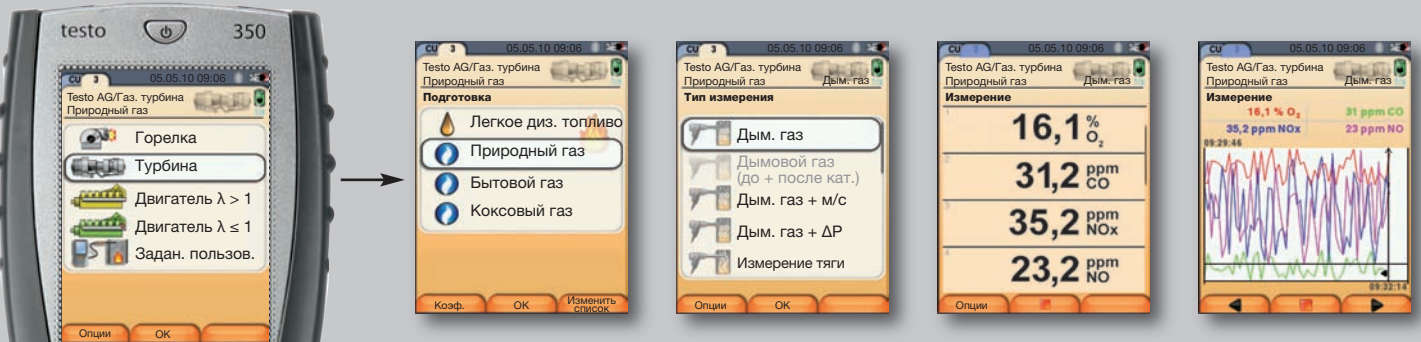 testo
350
CU 3 05.05.10 09:06
Testo AG/Газ. турбина
Природный газ
Горелка
Турбина
Двигатель λ > 1
Двигатель λ ≤ 1
Задан. пользов.
Опции OK
CU 3 05.05.10 09:06
Testo AG/Газ. турбина
Природный газ
Подготовка
Легкое диз. топливо
Природный газ
Бытовой газ
Коксовый газ
Коэф. OK Изменить
список
CU 3 05.05.10 09:06
Testo AG/Газ. турбина
Природный газ Дым. газ
Тип измерения
Дым. газ
Дымовой газ
(до + после кат.)
Дым. газ + м/с
Дым. газ + ΔP
Измерение тяги
Опции OK
CU 05.05.10 09:06
Testo AG/Газ. турбина
Природный газ Дым. газ
Измерение
1
16,1 % O₂
2
31,2 ppm CO
3
35,2 ppm NOx
4
23,2 ppm NO
Опции
CU 05.05.10 09:06
Testo AG/Газ. турбина
Природный газ Дым. газ
Измерение
16,1 % O₂ 31 ppm CO
35,2 ppm NOx 23 ppm NO
09:29:46
09:32:14